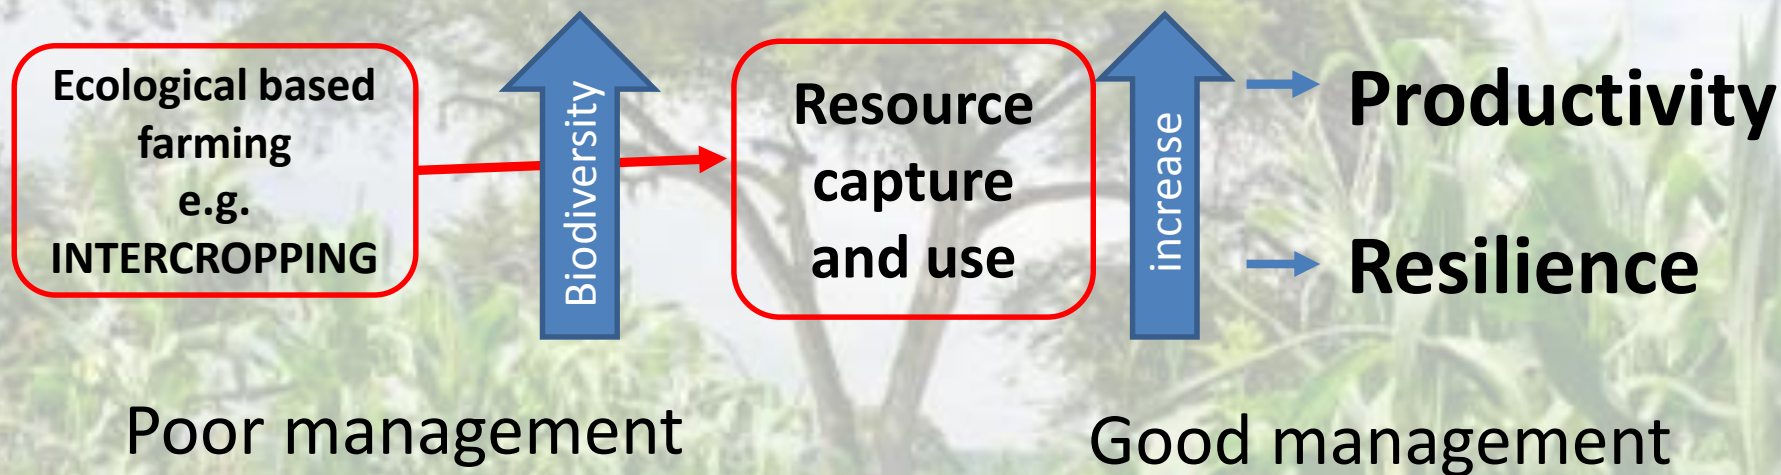 Ecological based
farming
e.g.
INTERCROPPING
Biodiversity
Resource
capture
and use
increase
Productivity
Resilience
Poor management
Good management